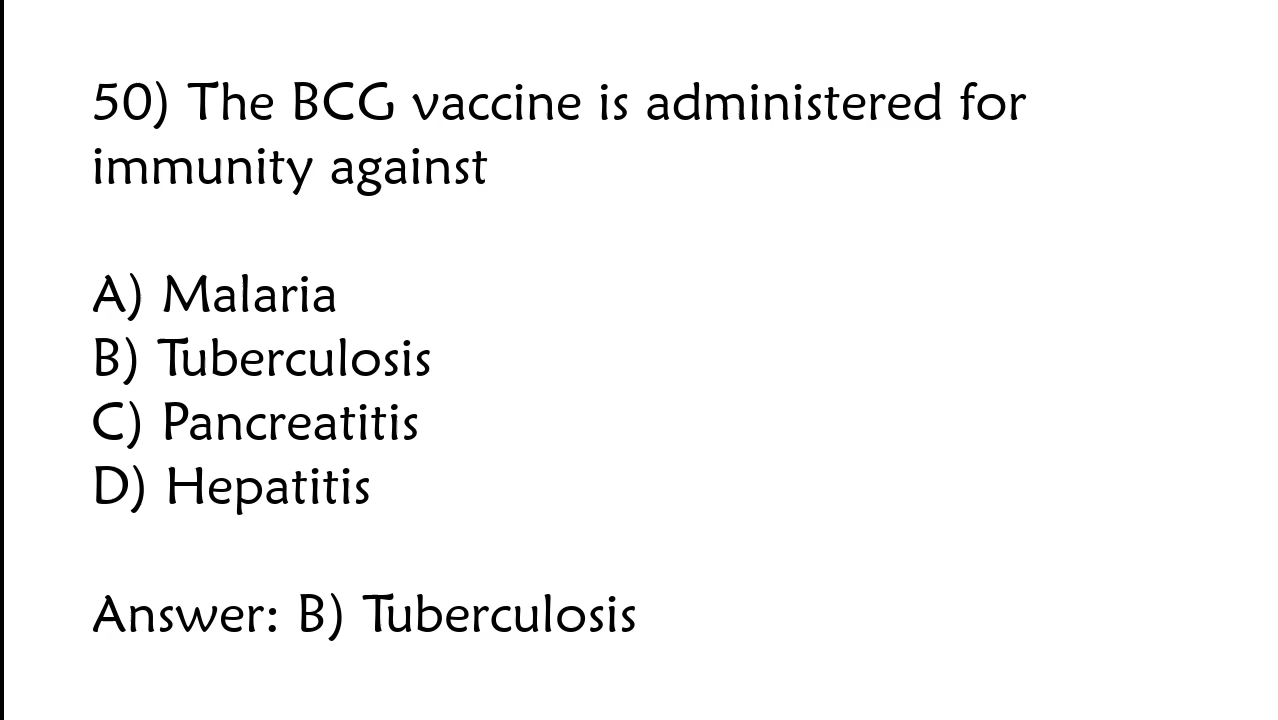 50) The BCG vaccine is administered for
immunity against
A) Malaria
B) Tuberculosis
C) Pancreatitis
D) Hepatitis
Answer: B) Tuberculosis